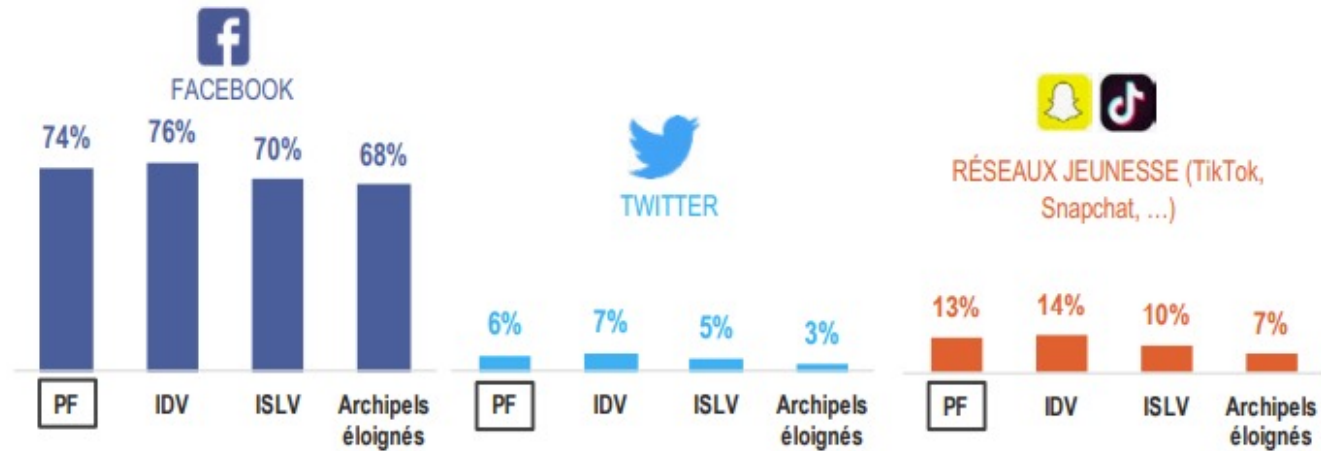 FACEBOOK
74% 76% 70% 68%
PF IDV ISLV Archipels
éloignés
TWITTER
6% 7% 5% 3%
PF IDV ISLV Archipels
éloignés
RÉSEAUX JEUNESSE (TikTok,
Snapchat, ...)
13% 14% 10% 7%
PF IDV ISLV Archipels
éloignés